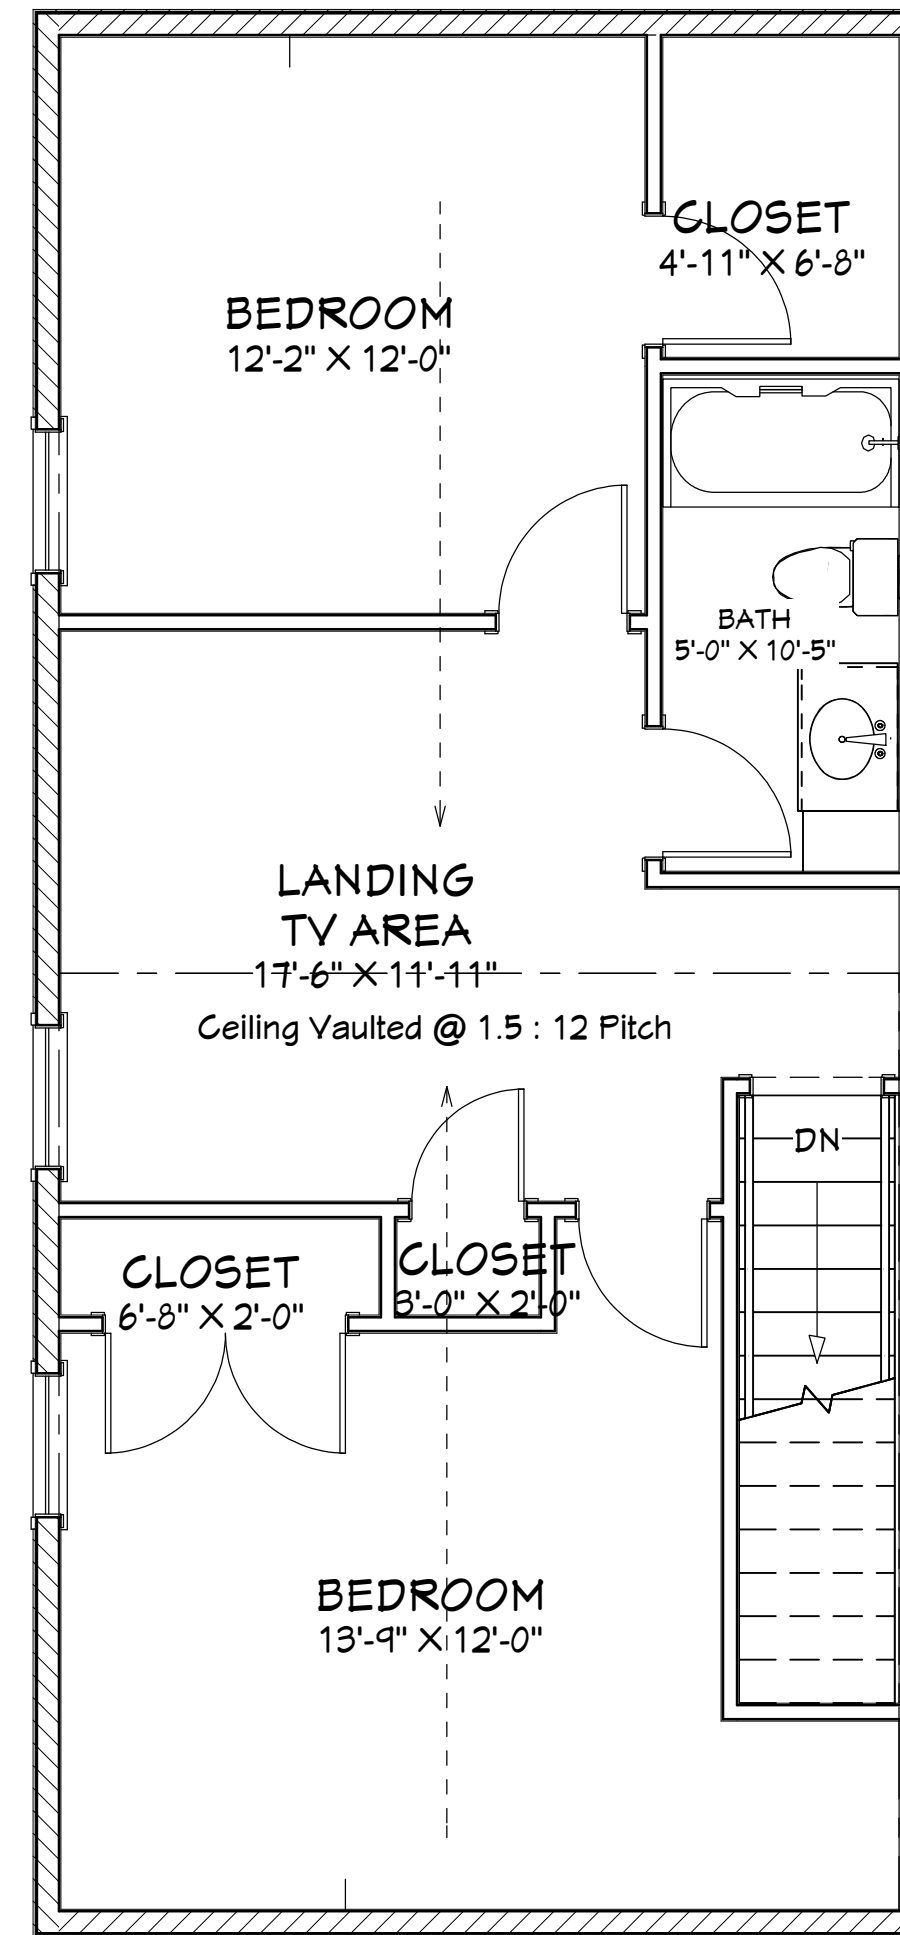 CLOSET
4'-11" X 6'-8"
BEDROOM
12'-2" X 12'-0"
BATH
5'-0" X 10'-5"
LANDING
TV AREA
17'-6" X 11'-11"
Ceiling Vaulted @ 1.5 : 12 Pitch
DN
CLOSET
6'-8" X 2'-0"
CLOSET
3'-0" X 2'-0"
BEDROOM
13'-9" X 12'-0"